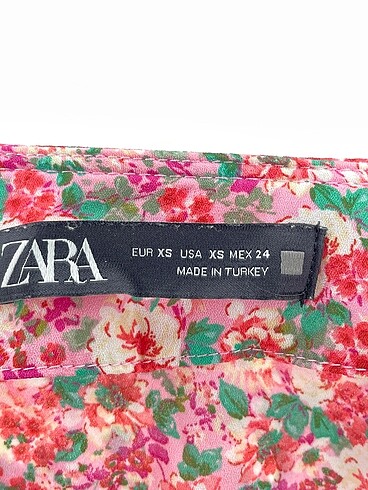 ZARA
EUR XS USA XS MEX 24
MADE IN TURKEY